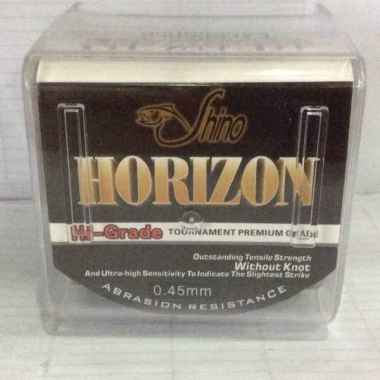 Shino
HORIZON
Hi-Grade TOURNAMENT PREMIUM GRADE
Outstanding Tensile Strength
Without Knot
And Ultra-high Sensitivity To Indicate The Slightest Strike
0.45mm
ABRASION RESISTANCE